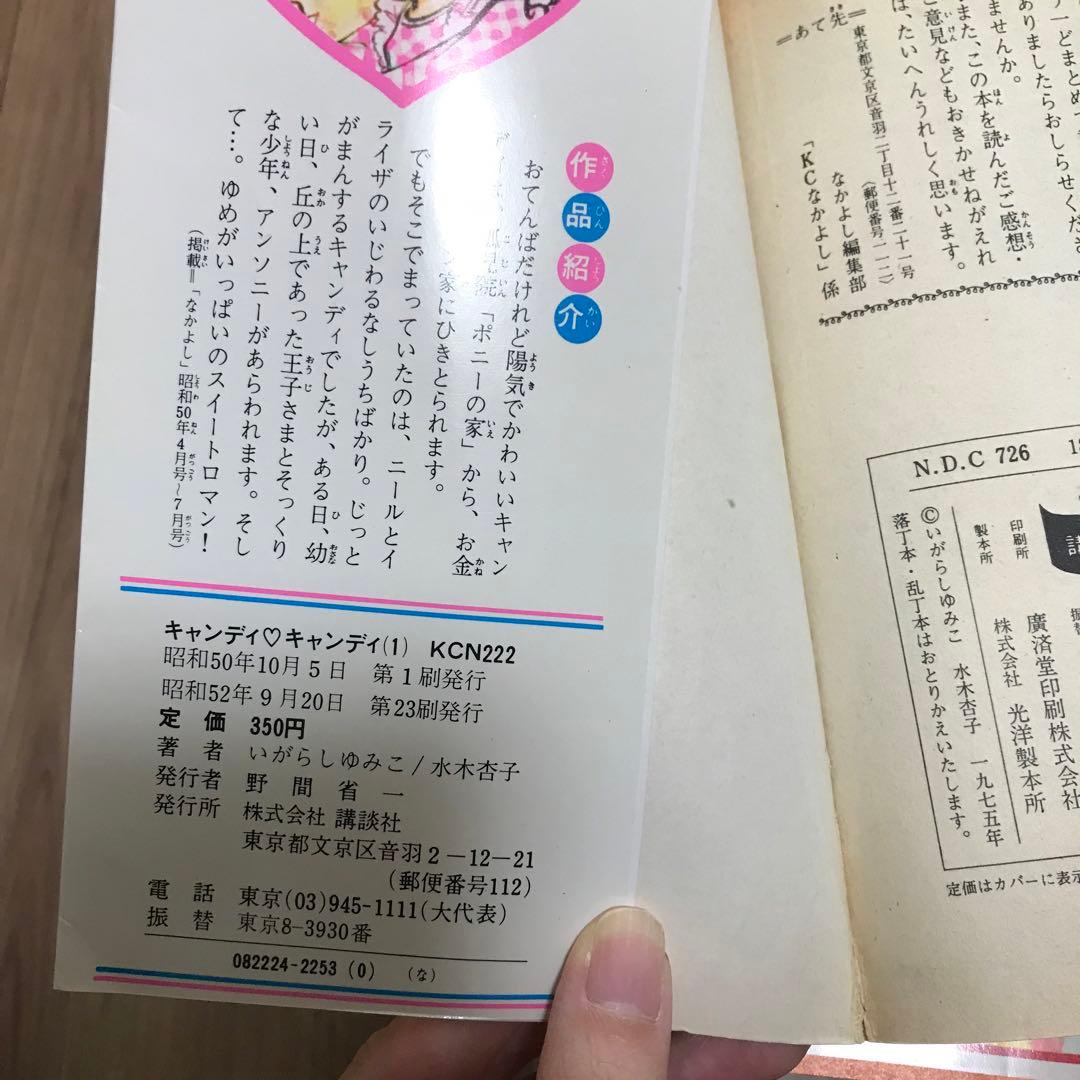 作品紹介
おてんばだけれど陽気でかわいいキャン
ディは、孤児院「ポニーの家」から、お金
家にひきとられます。
でもそこでまっていたのは、ニールとイ
ライザのいじわるなしうちばかり。じっと
がまんするキャンディでしたが、ある日、幼
い日、丘の上であった王子さまとそっくり
な少年、アンソニーがあらわれます。そし
て…。ゆめがいっぱいのスイートロマン!
(掲載=「なかよし」昭和50年4月号~7月号)
キャンディ♡キャンディ(1) KCN222
昭和50年10月5日 第1刷発行
昭和52年9月20日 第23刷発行
定価 350円
著者 いがらしゆみこ/水木杏子
発行者 野間省一
発行所 株式会社 講談社
東京都文京区音羽2-12-21
(郵便番号112)
電話 東京(03)945-1111(大代表)
振替 東京8-3930番
082224-2253(0) (な)
ありましたらおしらせくだ
ませんか。
また、この本を読んだご感想・
ご意見などもおきかせねがえれ
ば、たいへんうれしく思います。
=あて先=
東京都文京区音羽二丁目十二番二十一号
(郵便番号一一二)
なかよし編集部
「KCなかよし」係
N.D.C 726
印刷所 廣済堂印刷株式会社
製本所 株式会社 光洋製本所
©いがらしゆみこ 水木杏子 一九七五年
落丁本・乱丁本はおとりかえいたします。
定価はカバーに表示